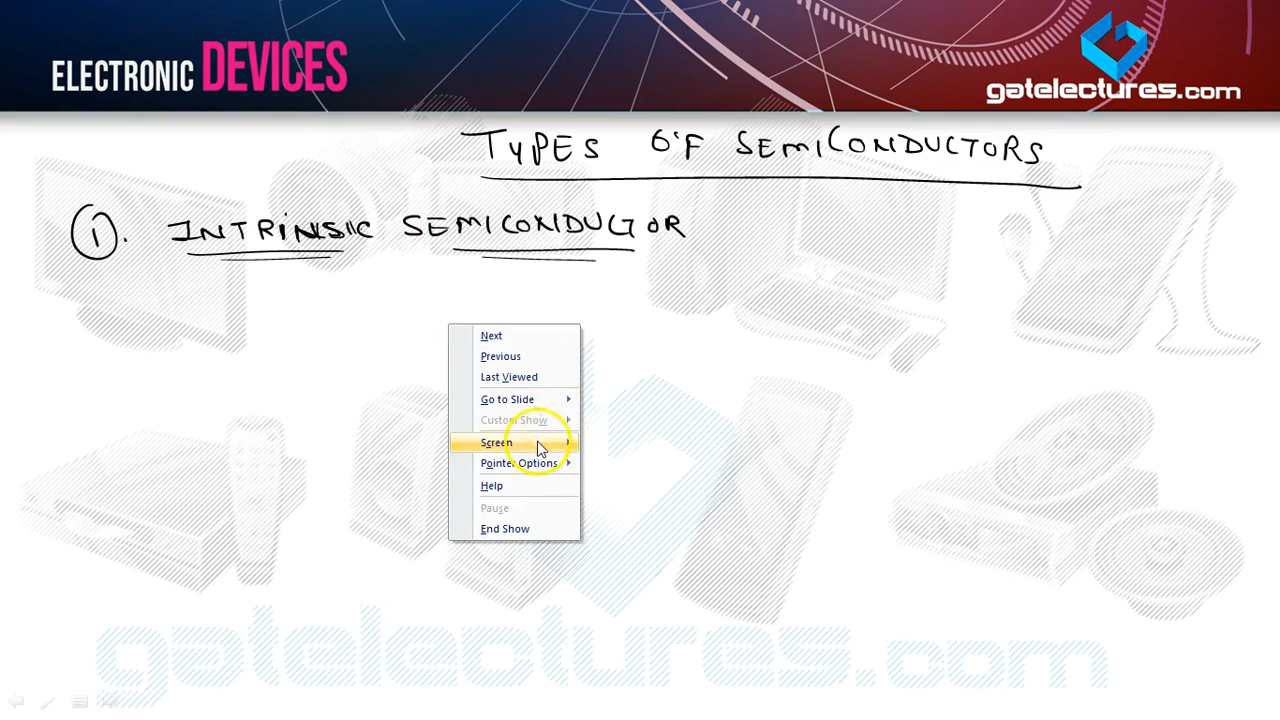 ELECTRONIC DEVICES
gatelectures.com
TYPES OF SEMICONDUCTORS
1. INTRINSIC SEMICONDUCTOR
Next
Previous
Last Viewed
Go to Slide
Custom Show
Screen
Pointer Options
Help
Pause
End Show
gatelectures.com